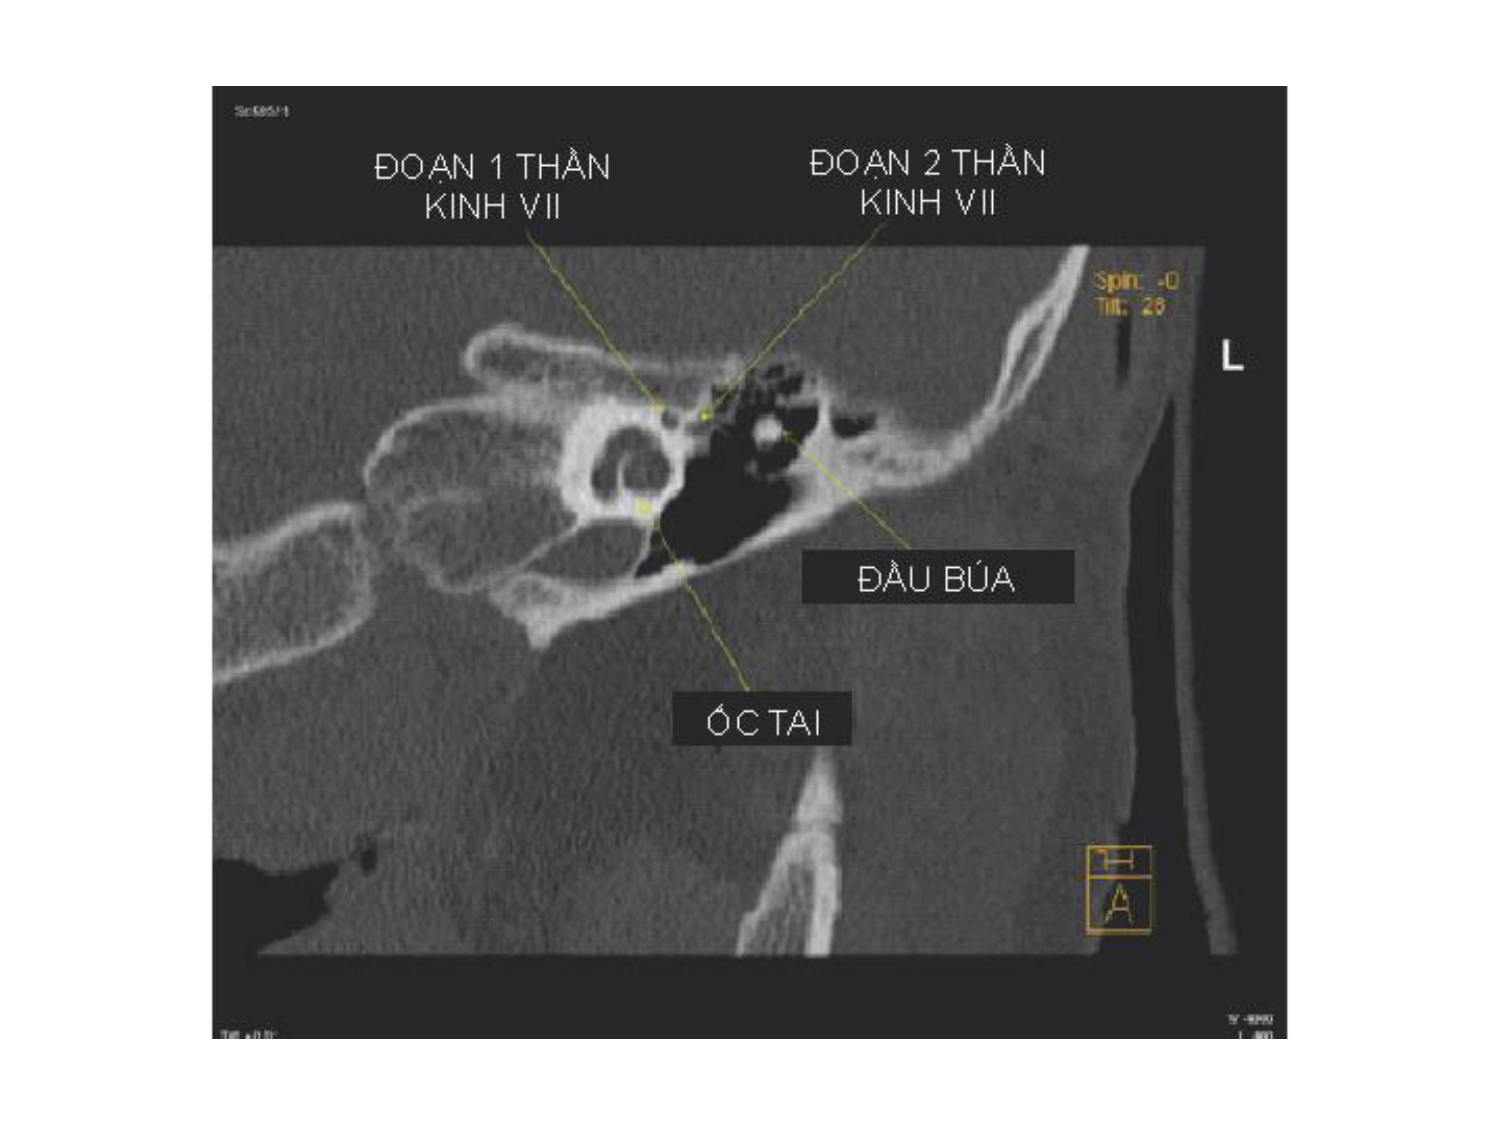 ĐOẠN 1 THẦN
KINH VII
ĐOẠN 2 THẦN
KINH VII
Spin: -0
Tilt: 26
L
ĐẦU BÚA
ỐC TAI
H
A